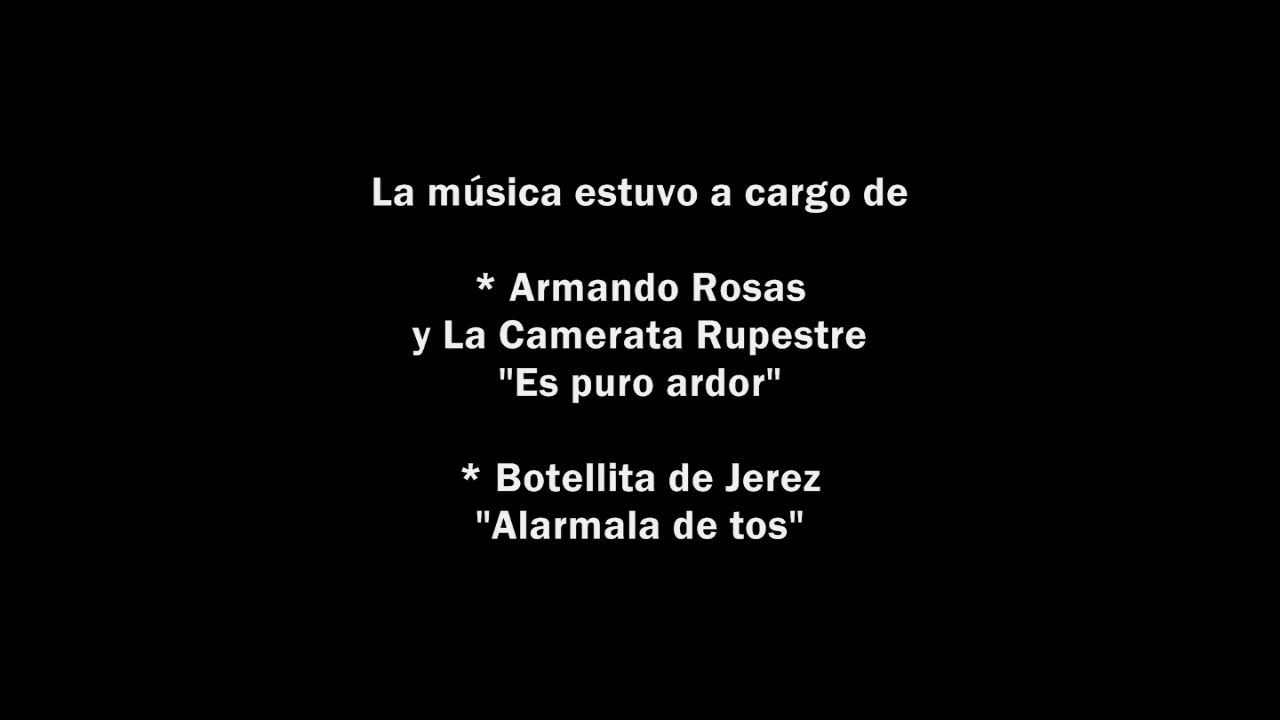 La música estuvo a cargo de
* Armando Rosas
y La Camerata Rupestre
"Es puro ardor"
* Botellita de Jerez
"Alarmala de tos"